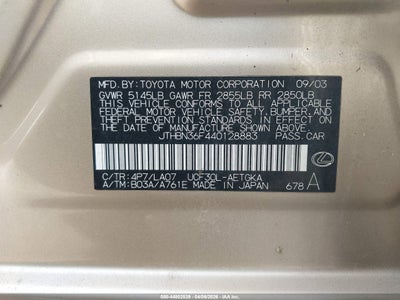 MFD. BY: TOYOTA MOTOR CORPORATION 09/03
GVWR 5145LB GAWR FR 2855LB RR 2850LB
THIS VEHICLE CONFORMS TO ALL APPLICABLE
FEDERAL MOTOR VEHICLE SAFETY, BUMPER, AND
THEFT PREVENTION STANDARDS IN EFFECT ON
THE DATE OF MANUFACTURE SHOWN ABOVE.
JTHBN36F440128883 PASS.CAR
C/TR: 4P7/LA07 UCF30L-AETGKA
A/TM: B03A/A761E MADE IN JAPAN 678 A